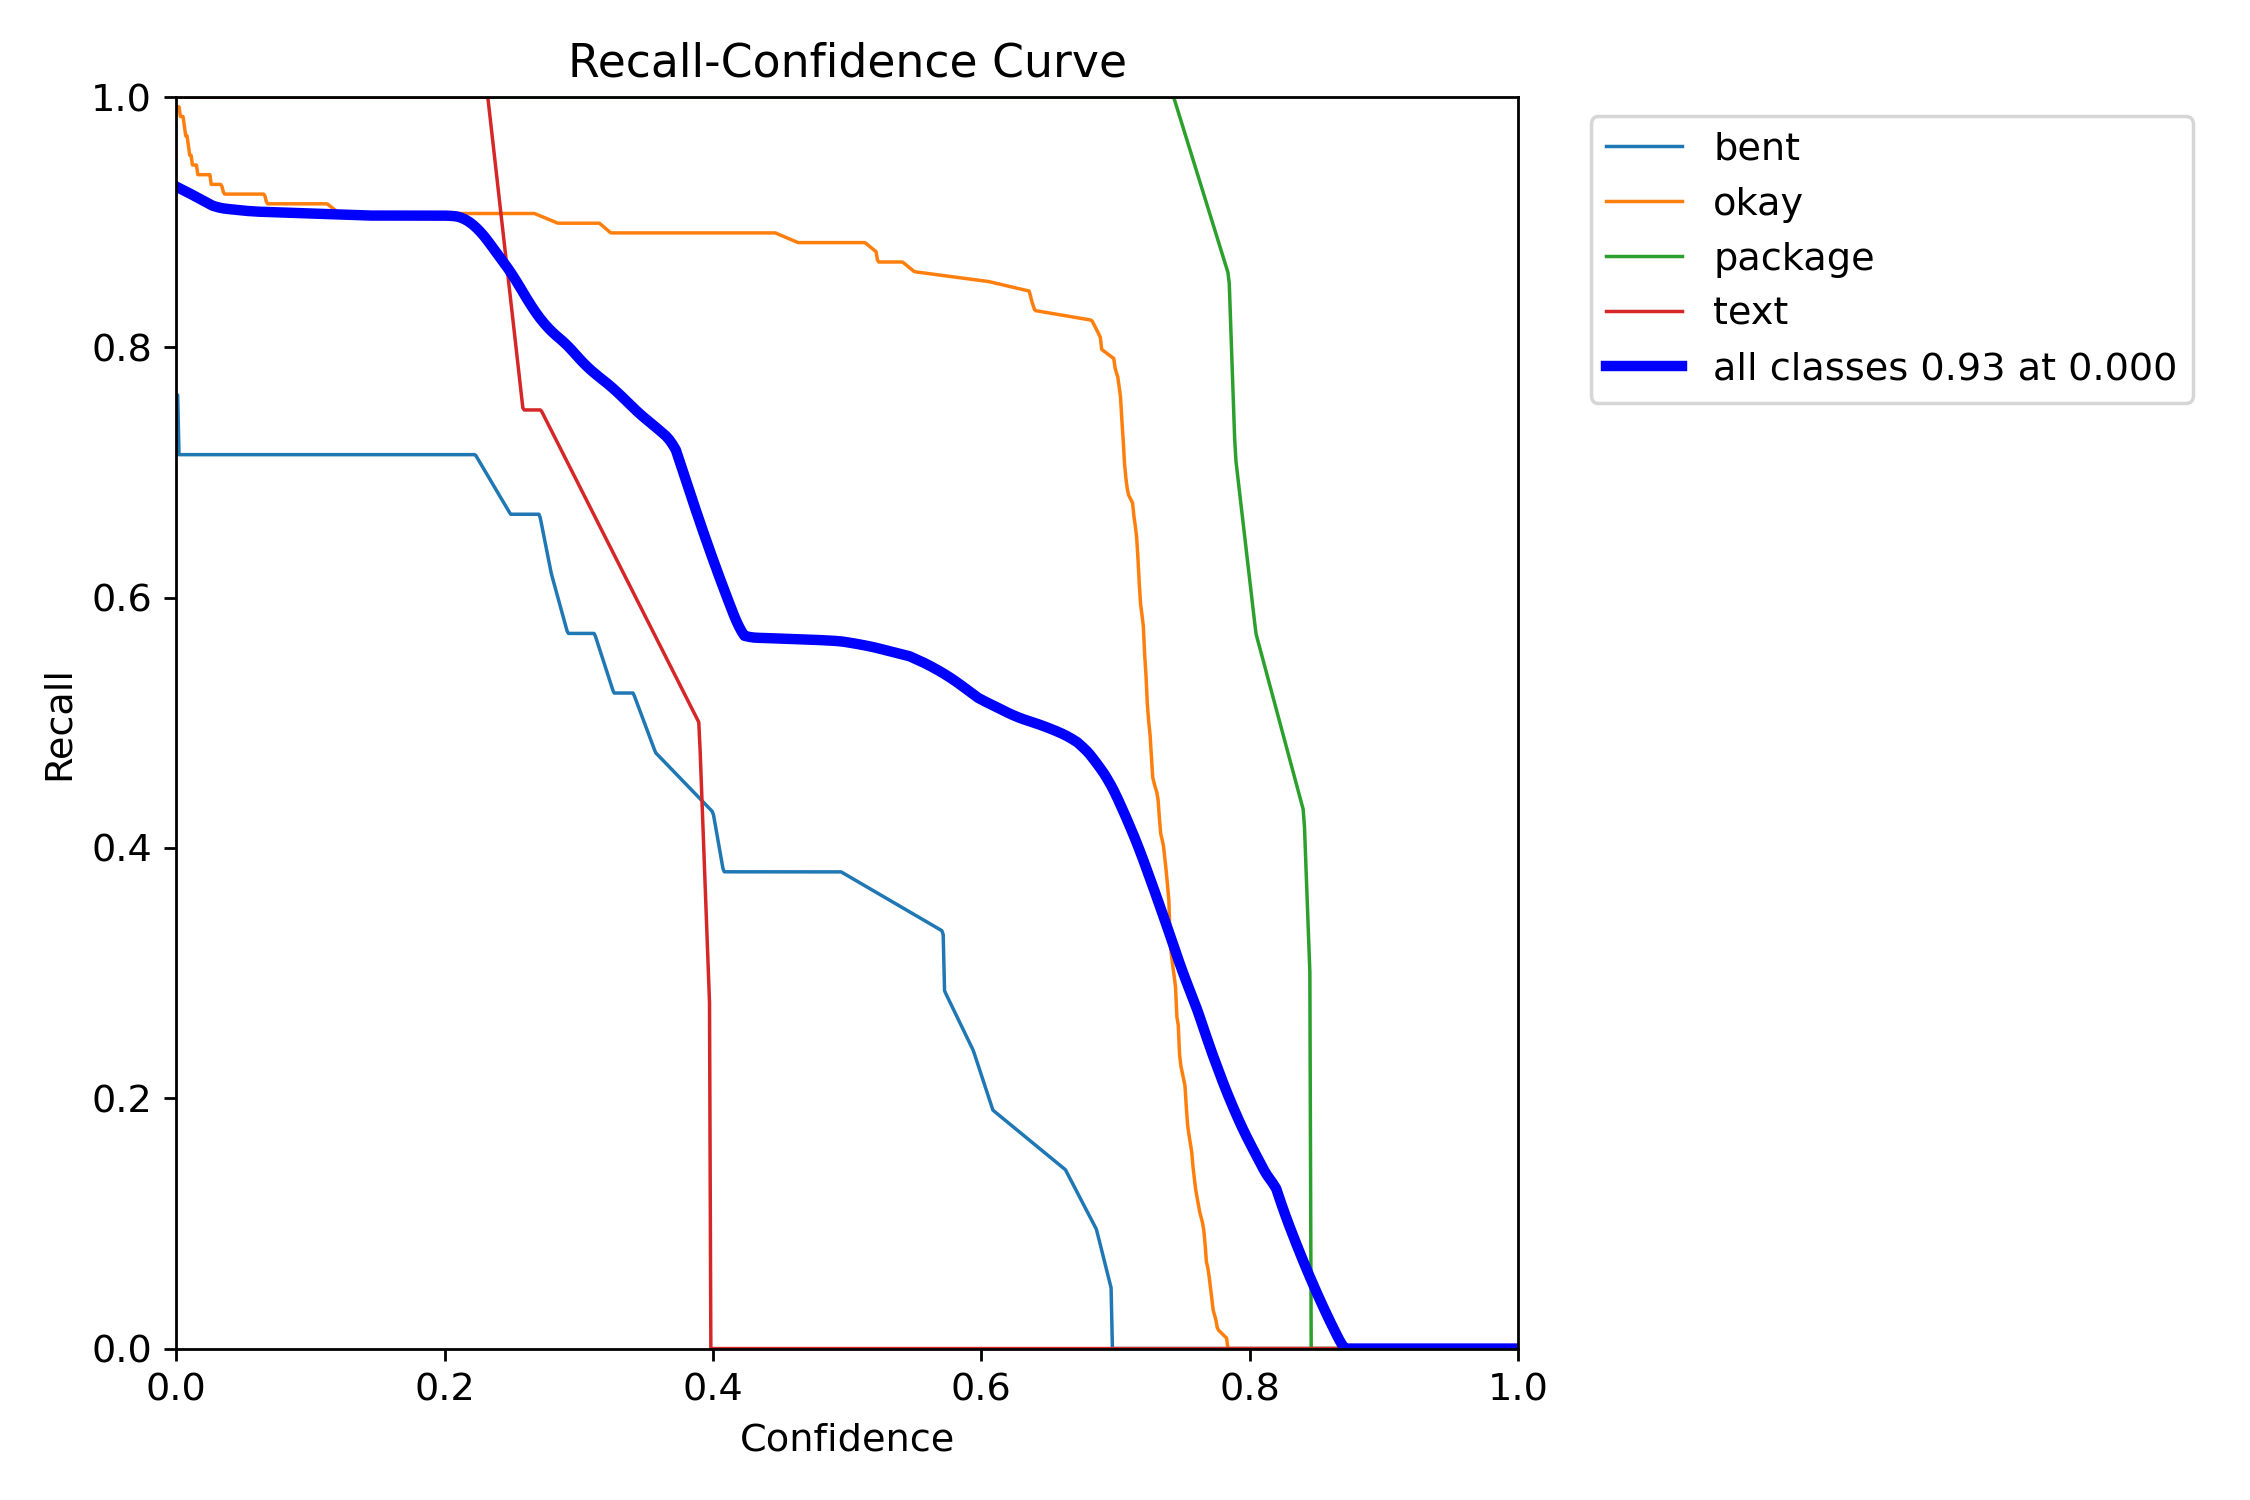 Recall-Confidence Curve
1.0
0.8
0.6
0.4
0.2
0.0
Recall
0.0 0.2 0.4 0.6 0.8 1.0
Confidence
bent
okay
package
text
all classes 0.93 at 0.000